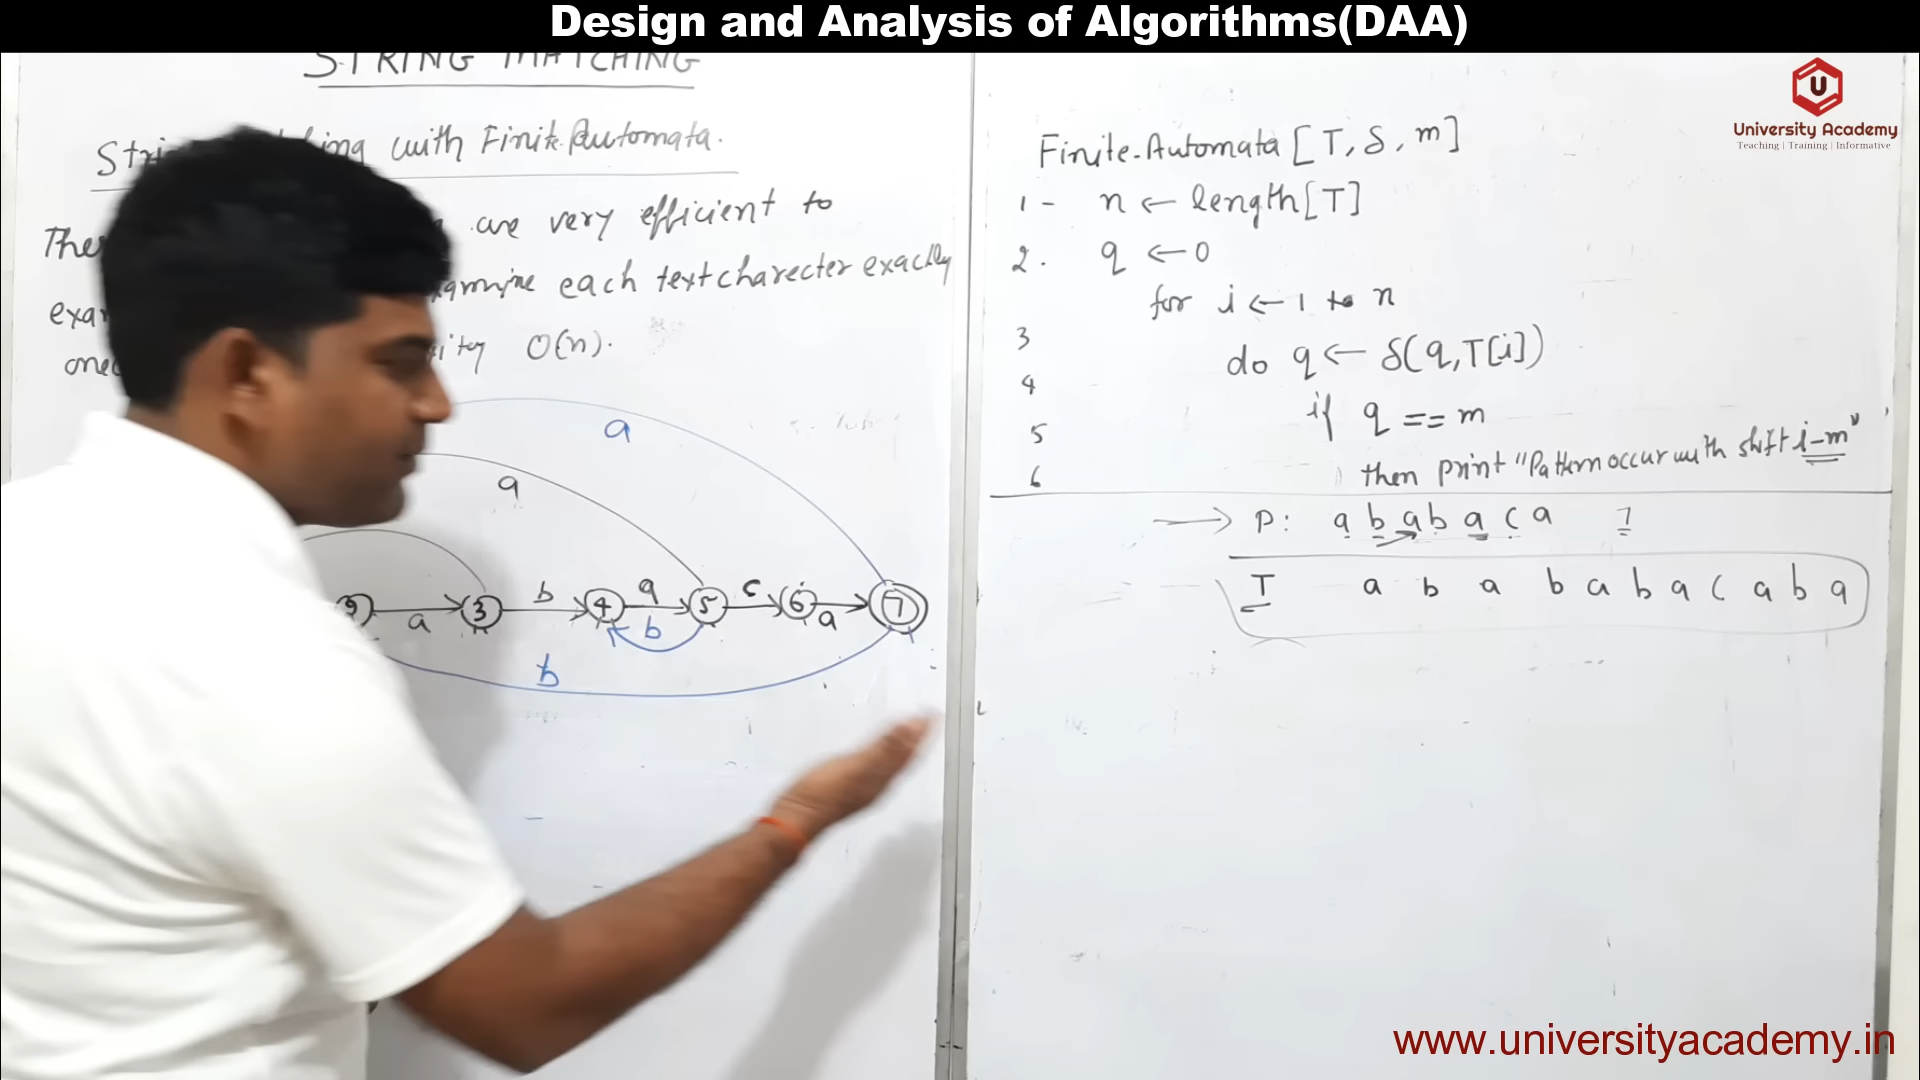 Design and Analysis of Algorithms(DAA)
STRING MATCHING
with Finite Automata.
are very efficient to
each text charecter exactly
O(n).
a
a
a
3
b
4
a
5
c
6
a
7
b
b
U
University Academy
Teaching | Training | Informative
Finite-Automata [T, δ, m]
1- n ← length[T]
2. q ← 0
for i ← 1 to n
3
do q ← δ(q, T[i])
4
if q == m
5
then print "Pattern occur with shift i-m"
6
P: a b a b a c a 7
T a b a b a b a c a b a
www.universityacademy.in